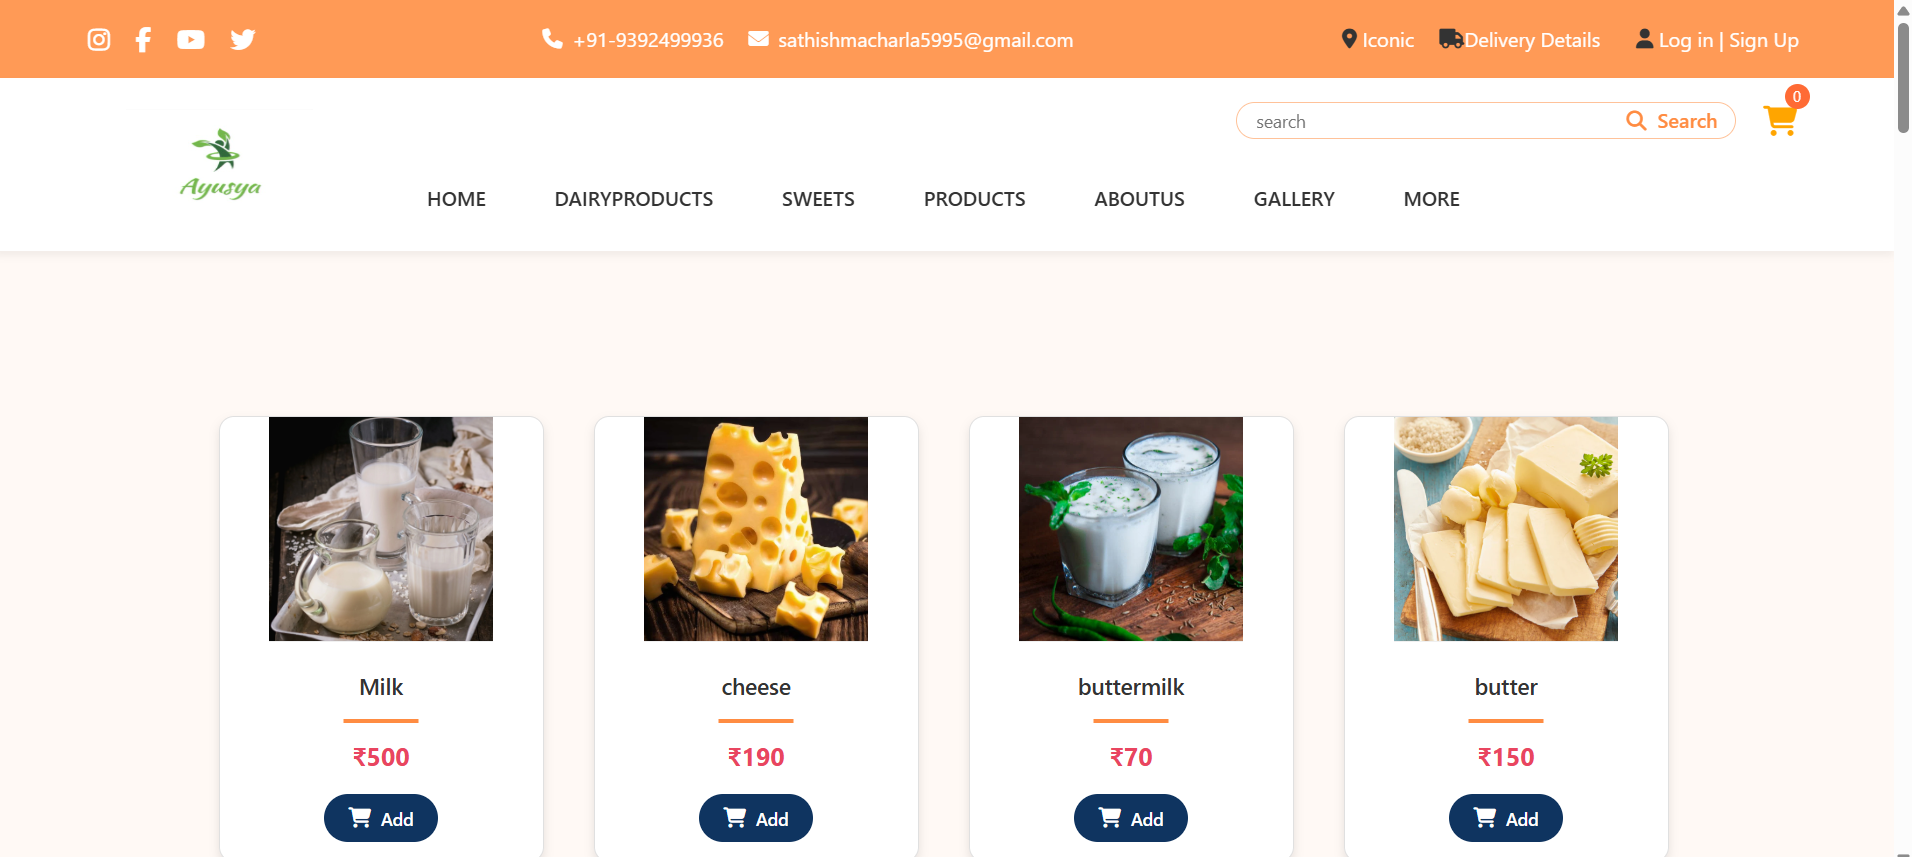 +91-9392499936 sathishmacharla5995@gmail.com Iconic Delivery Details Log in | Sign Up
0
search Search
Ayusya
HOME DAIRYPRODUCTS SWEETS PRODUCTS ABOUTUS GALLERY MORE
Milk cheese buttermilk butter
₹500 ₹190 ₹70 ₹150
Add Add Add Add